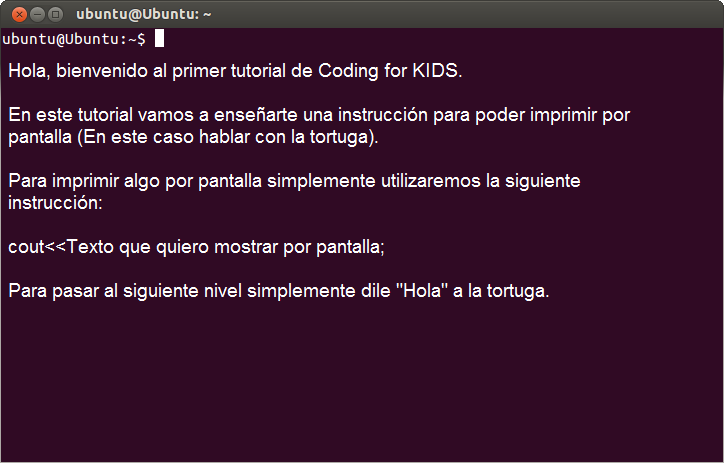 ubuntu@Ubuntu: ~
ubuntu@Ubuntu:~$
Hola, bienvenido al primer tutorial de Coding for KIDS.
En este tutorial vamos a enseñarte una instrucción para poder imprimir por
pantalla (En este caso hablar con la tortuga).
Para imprimir algo por pantalla simplemente utilizaremos la siguiente
instrucción:
cout<<Texto que quiero mostrar por pantalla;
Para pasar al siguiente nivel simplemente dile "Hola" a la tortuga.